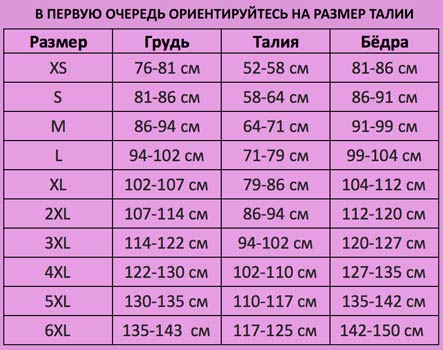 В ПЕРВУЮ ОЧЕРЕДЬ ОРИЕНТИРУЙТЕСЬ НА РАЗМЕР ТАЛИИ
Размер Грудь Талия Бёдра
XS 76-81 см 52-58 см 81-86 см
S 81-86 см 58-64 см 86-91 см
M 86-94 см 64-71 см 91-99 см
L 94-102 см 71-79 см 99-104 см
XL 102-107 см 79-86 см 104-112 см
2XL 107-114 см 86-94 см 112-120 см
3XL 114-122 см 94-102 см 120-127 см
4XL 122-130 см 102-110 см 127-135 см
5XL 130-135 см 110-117 см 135-142 см
6XL 135-143 см 117-125 см 142-150 см